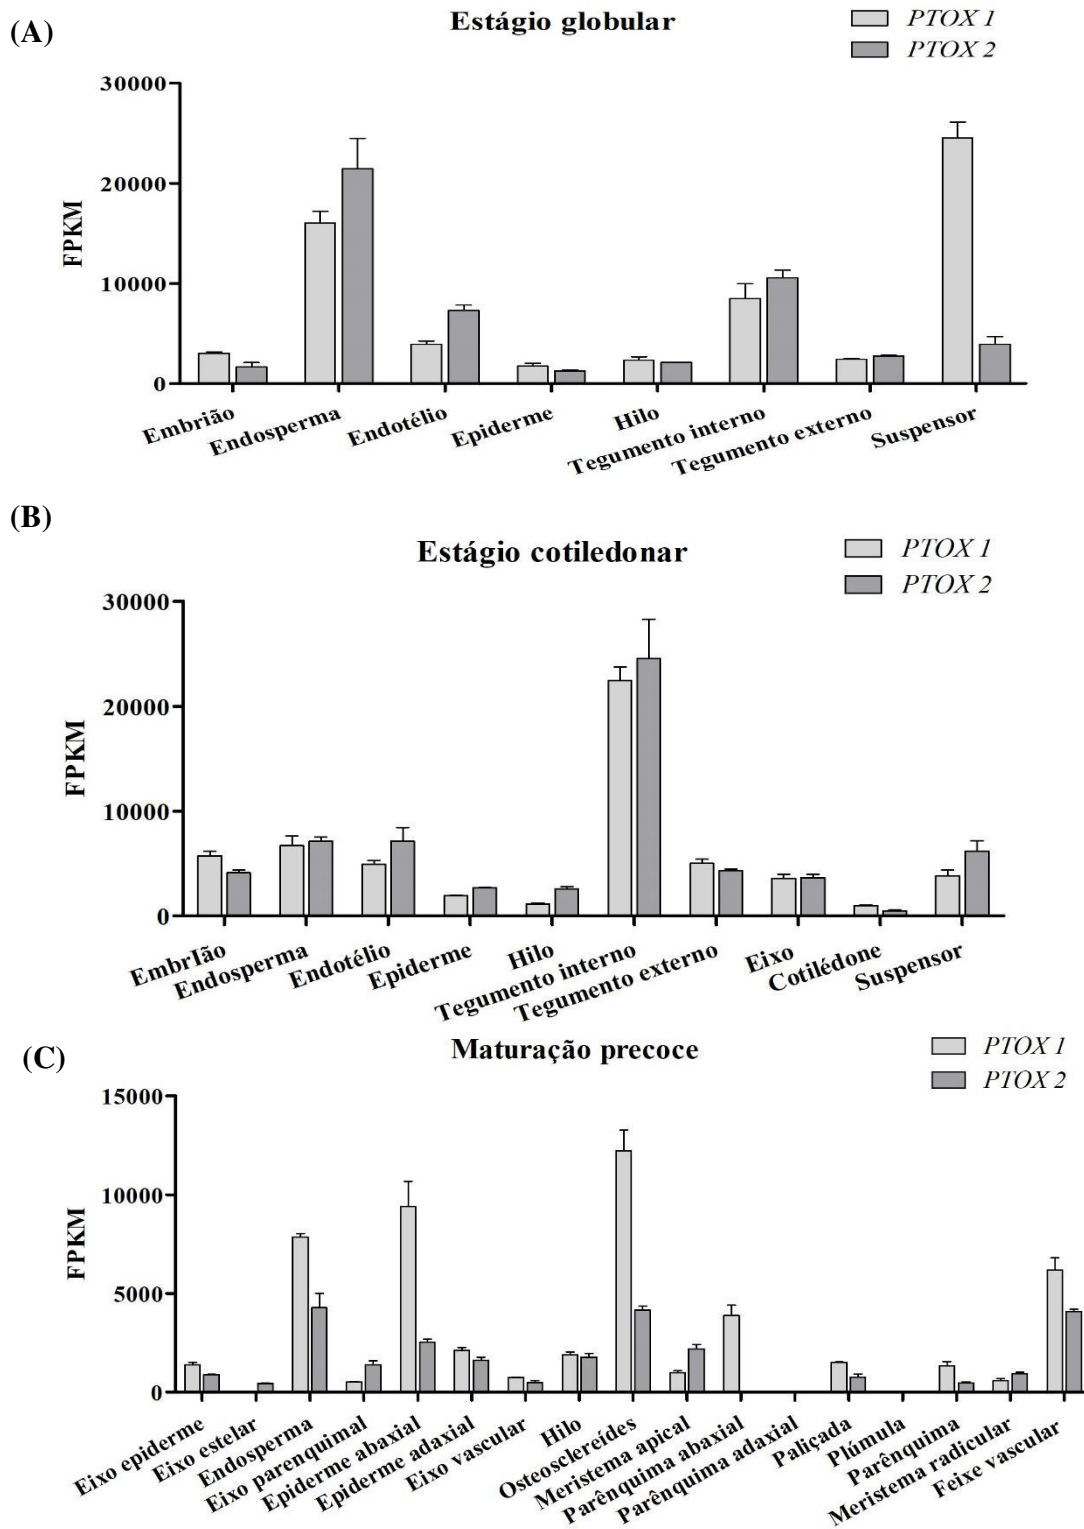 (A)
Estágio globular
PTOX 1
PTOX 2
30000
20000
10000
0
FPKM
Embrião
Endosperma
Endotélio
Epiderme
Hilo
Tegumento interno
Tegumento externo
Suspensor
(B)
Estágio cotiledonar
PTOX 1
PTOX 2
30000
20000
10000
0
FPKM
EmbrIão
Endosperma
Endotélio
Epiderme
Hilo
Tegumento interno
Tegumento externo
Eixo
Cotilédone
Suspensor
(C)
Maturação precoce
PTOX 1
PTOX 2
15000
10000
5000
0
FPKM
Eixo epiderme
Eixo estelar
Endosperma
Eixo parenquimal
Epiderme abaxial
Epiderme adaxial
Eixo vascular
Hilo
Osteosclereídes
Meristema apical
Parênquima abaxial
Parênquima adaxial
Paliçada
Plúmula
Parênquima
Meristema radicular
Feixe vascular